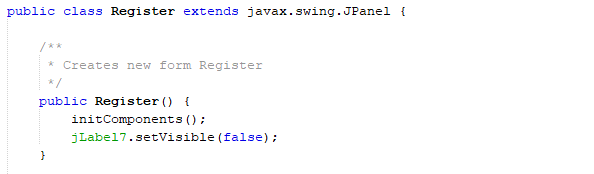 public class Register extends javax.swing.JPanel {
/**
* Creates new form Register
*/
public Register() {
initComponents();
jLabel7.setVisible(false);
}